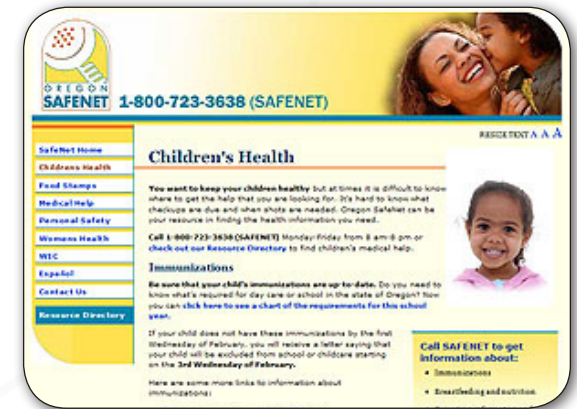 OREGON
SAFENET
1-800-723-3638 (SAFENET)
RESIZE TEXT A A A
SafeNet Home
Childrens Health
Food Stamps
Medical Help
Personal Safety
Womens Health
WIC
Español
Contact Us
Resource Directory
Children's Health
You want to keep your children healthy but at times it is difficult to know
where to get the help that you are looking for. It's hard to know what
checkups are due and when shots are needed. Oregon SafeNet can be
your resource in finding the health information you need.
Call 1-800-723-3638 (SAFENET) Monday-Friday from 8 am-8 pm or
check out our Resource Directory to find children's medical help.
Immunizations
Be sure that your child's immunizations are up-to-date. Do you need to
know what's required for day care or school in the state of Oregon? Now
you can click here to see a chart of the requirements for this school
year.
If your child does not have these immunizations by the first
Wednesday of February, you will receive a letter saying that
your child will be excluded from school or childcare starting
on the 3rd Wednesday of February.
Here are some more links to information about
immunizations:
Call SAFENET to get
information about:
• Immunizations
• Breastfeeding and nutrition